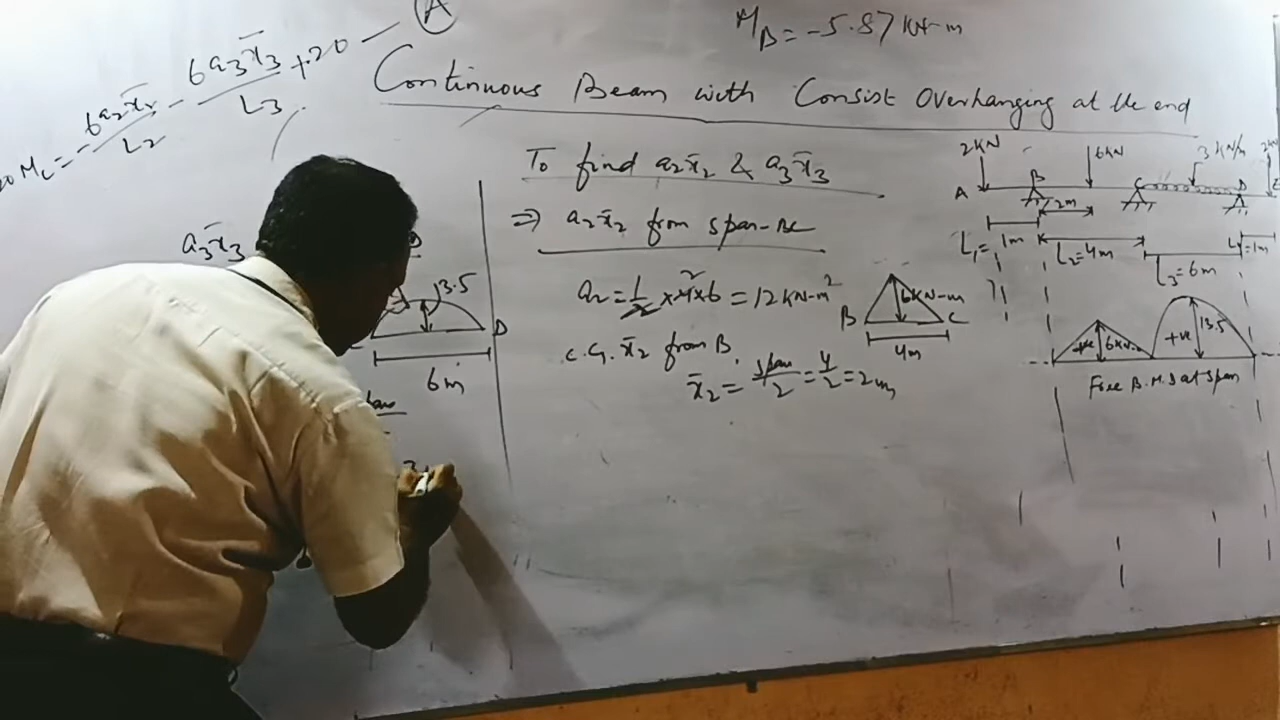 A
M_B = -5.87 KN-m
20 M_C = - 6a₂x̄₂/L₂ - 6a₃x̄₃/L₃ + 20 —
Continuous Beam with Consist Overhanging at the end
To find a₂x̄₂ & a₃x̄₃
⇒ a₂x̄₂ from span-BC
a₂ = 1/2 x 4 x 6 = 12 KN-m²
C.G. x̄₂ from B.
x̄₂ = span/2 = 4/2 = 2m
B 6KN-m C
4m
a₃x̄₃
13.5
D
6m
2KN 6KN 3KN/m
A B C D E
2m
L₁= 1m L₂=4m L₃=6m =1m
+ve +ve 13.5
Free B.M.D at span